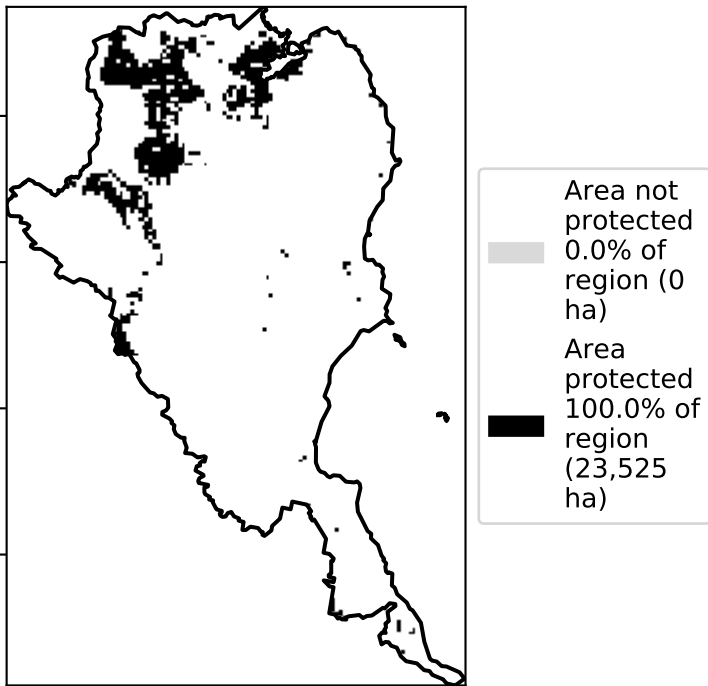 Area not
protected
0.0% of
region (0
ha)
Area
protected
100.0% of
region
(23,525
ha)